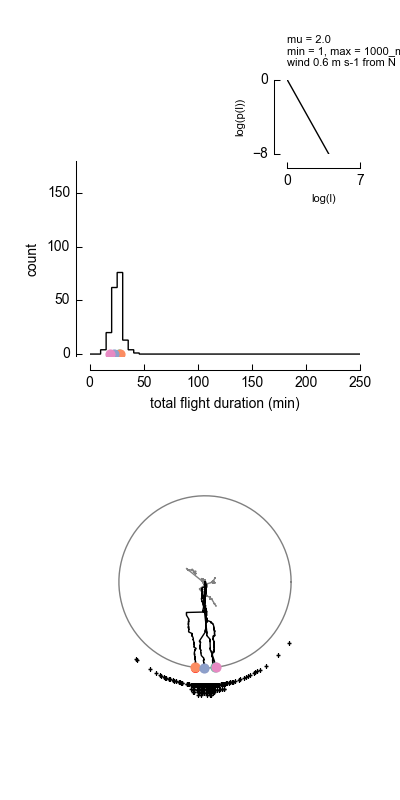 mu = 2.0
min = 1, max = 1000_m
wind 0.6 m s-1 from N
0
−8
log(p(l))
0 7
log(l)
150
100
50
0
count
0 50 100 150 200 250
total flight duration (min)